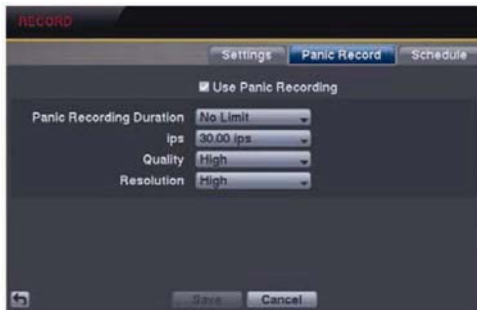 RECORD
Settings Panic Record Schedule
Use Panic Recording
Panic Recording Duration No Limit
ips 30.00 ips
Quality High
Resolution High
Save Cancel